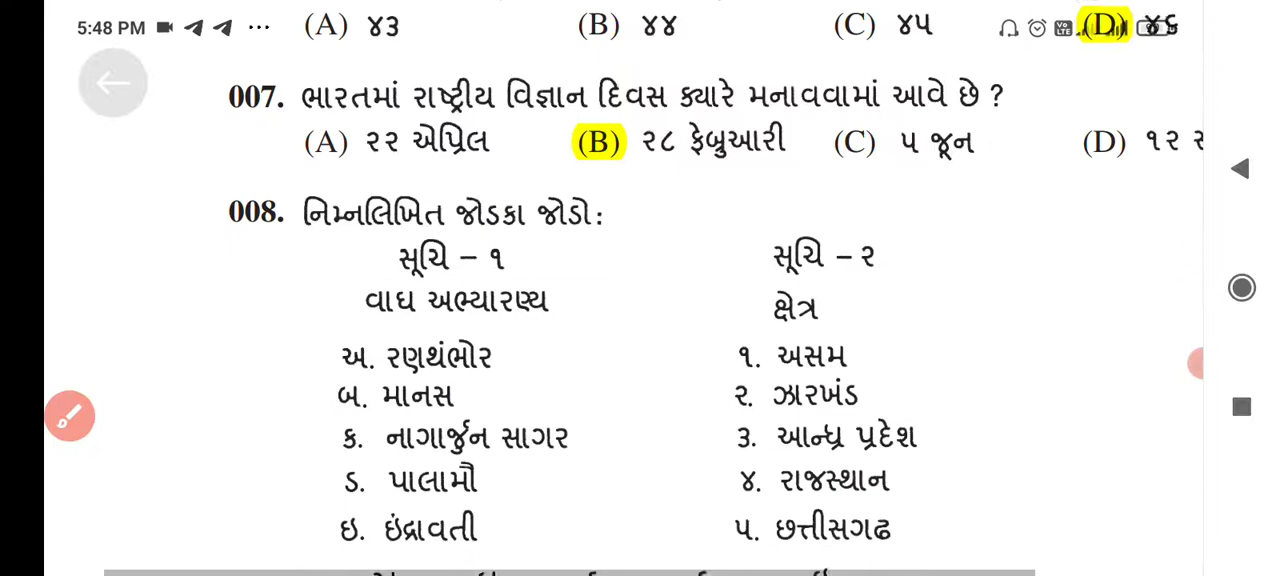 5:48 PM ... (A) ૪૩ (B) ૪૪ (C) ૪૫ (D) ૪૬
007. ભારતમાં રાષ્ટ્રીય વિજ્ઞાન દિવસ ક્યારે મનાવવામાં આવે છે ?
(A) ૨૨ એપ્રિલ (B) ૨૮ ફેબ્રુઆરી (C) ૫ જૂન (D) ૧૨
008. નિમ્નલિખિત જોડકા જોડો:
સૂચિ – ૧ સૂચિ – ૨
વાઘ અભ્યારણ્ય ક્ષેત્ર
અ. રણથંભોર ૧. અસમ
બ. માનસ ૨. ઝારખંડ
ક. નાગાર્જુન સાગર ૩. આન્ધ્ર પ્રદેશ
ડ. પાલામૌ ૪. રાજસ્થાન
ઇ. ઇંદ્રાવતી ૫. છત્તીસગઢ